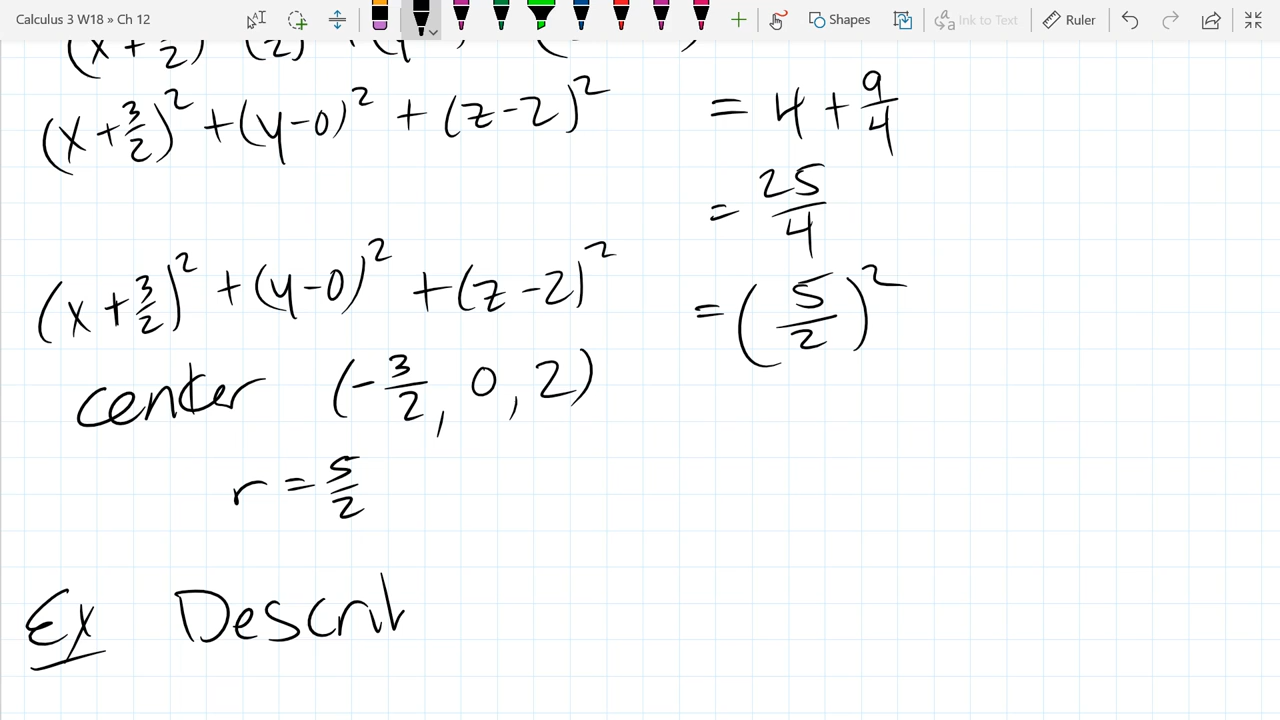 Calculus 3 W18 » Ch 12
Shapes
Ink to Text
Ruler
(x+3/2)² + (y-0)² + (z-2)² = 4 + 9/4
= 25/4
(x+3/2)² + (y-0)² + (z-2)² = (5/2)²
center (-3/2, 0, 2)
r = 5/2
Ex Describ